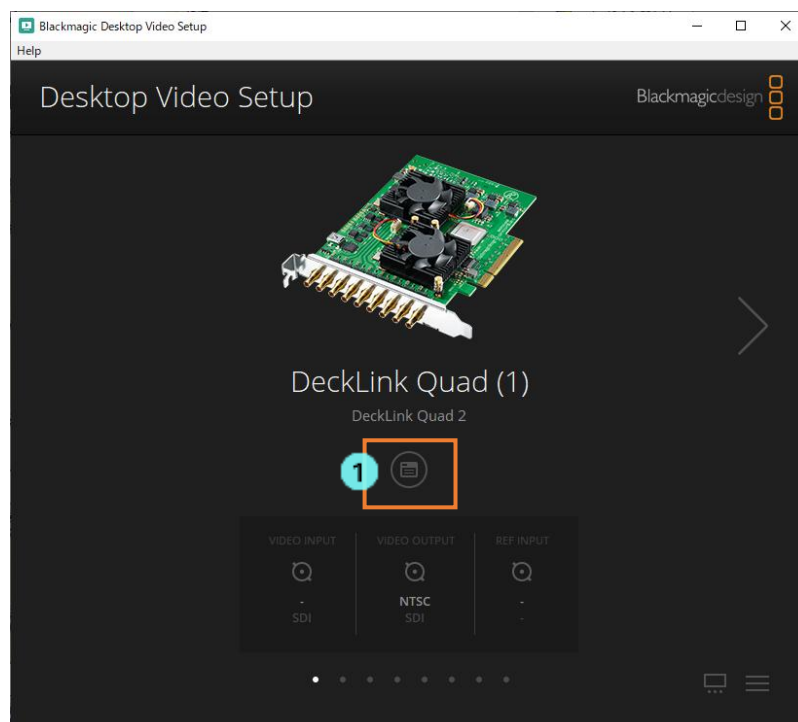 Blackmagic Desktop Video Setup
Help
Desktop Video Setup
Blackmagicdesign
DeckLink Quad (1)
DeckLink Quad 2
1
VIDEO INPUT VIDEO OUTPUT REF INPUT
- NTSC -
SDI SDI -